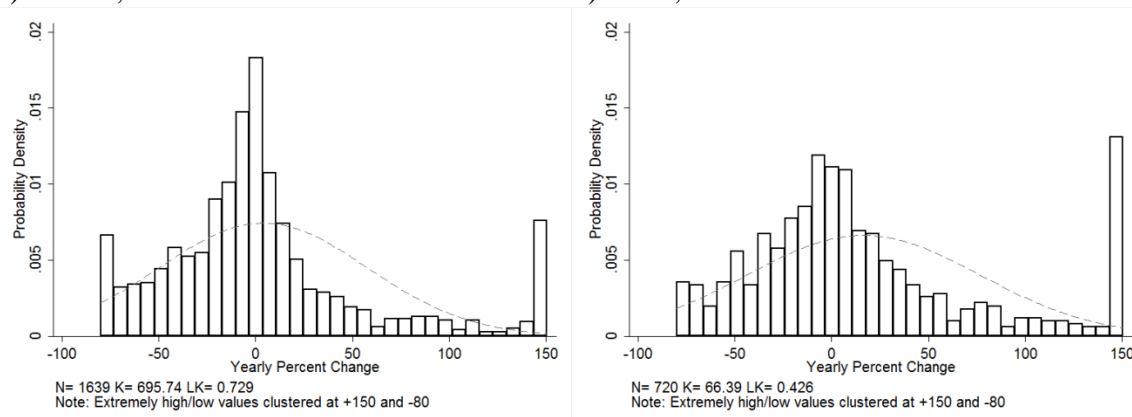 .02
.015
.01
.005
0
Probability Density
-100 -50 0 50 100 150
Yearly Percent Change
N= 1639 K= 695.74 LK= 0.729
Note: Extremely high/low values clustered at +150 and -80
.02
.015
.01
.005
0
Probability Density
-100 -50 0 50 100 150
Yearly Percent Change
N= 720 K= 66.39 LK= 0.426
Note: Extremely high/low values clustered at +150 and -80